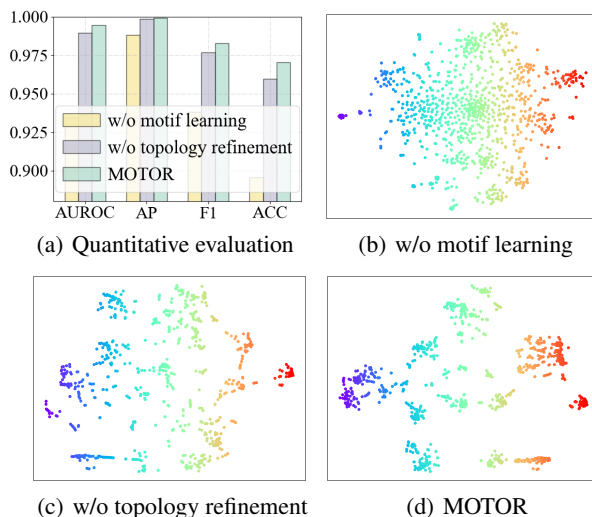 1.000
0.975
0.950
0.925
0.900
w/o motif learning
w/o topology refinement
MOTOR
AUROC AP F1 ACC
(a) Quantitative evaluation
(b) w/o motif learning
(c) w/o topology refinement
(d) MOTOR